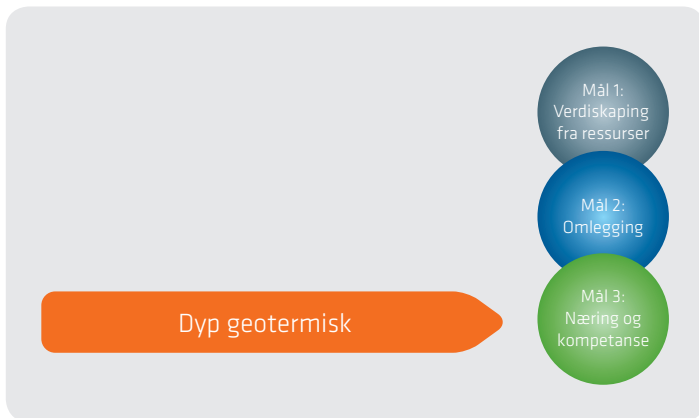 Mål 1:
Verdiskaping
fra ressurser
Mål 2:
Omlegging
Dyp geotermisk
Mål 3:
Næring og
kompetanse